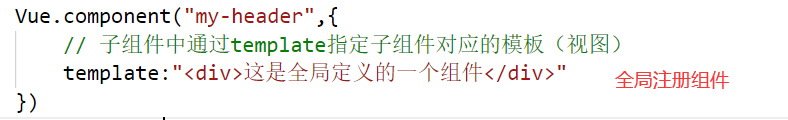 Vue.component("my-header",{
// 子组件中通过template指定子组件对应的模板（视图）
template:"<div>这是全局定义的一个组件</div>"
全局注册组件
})